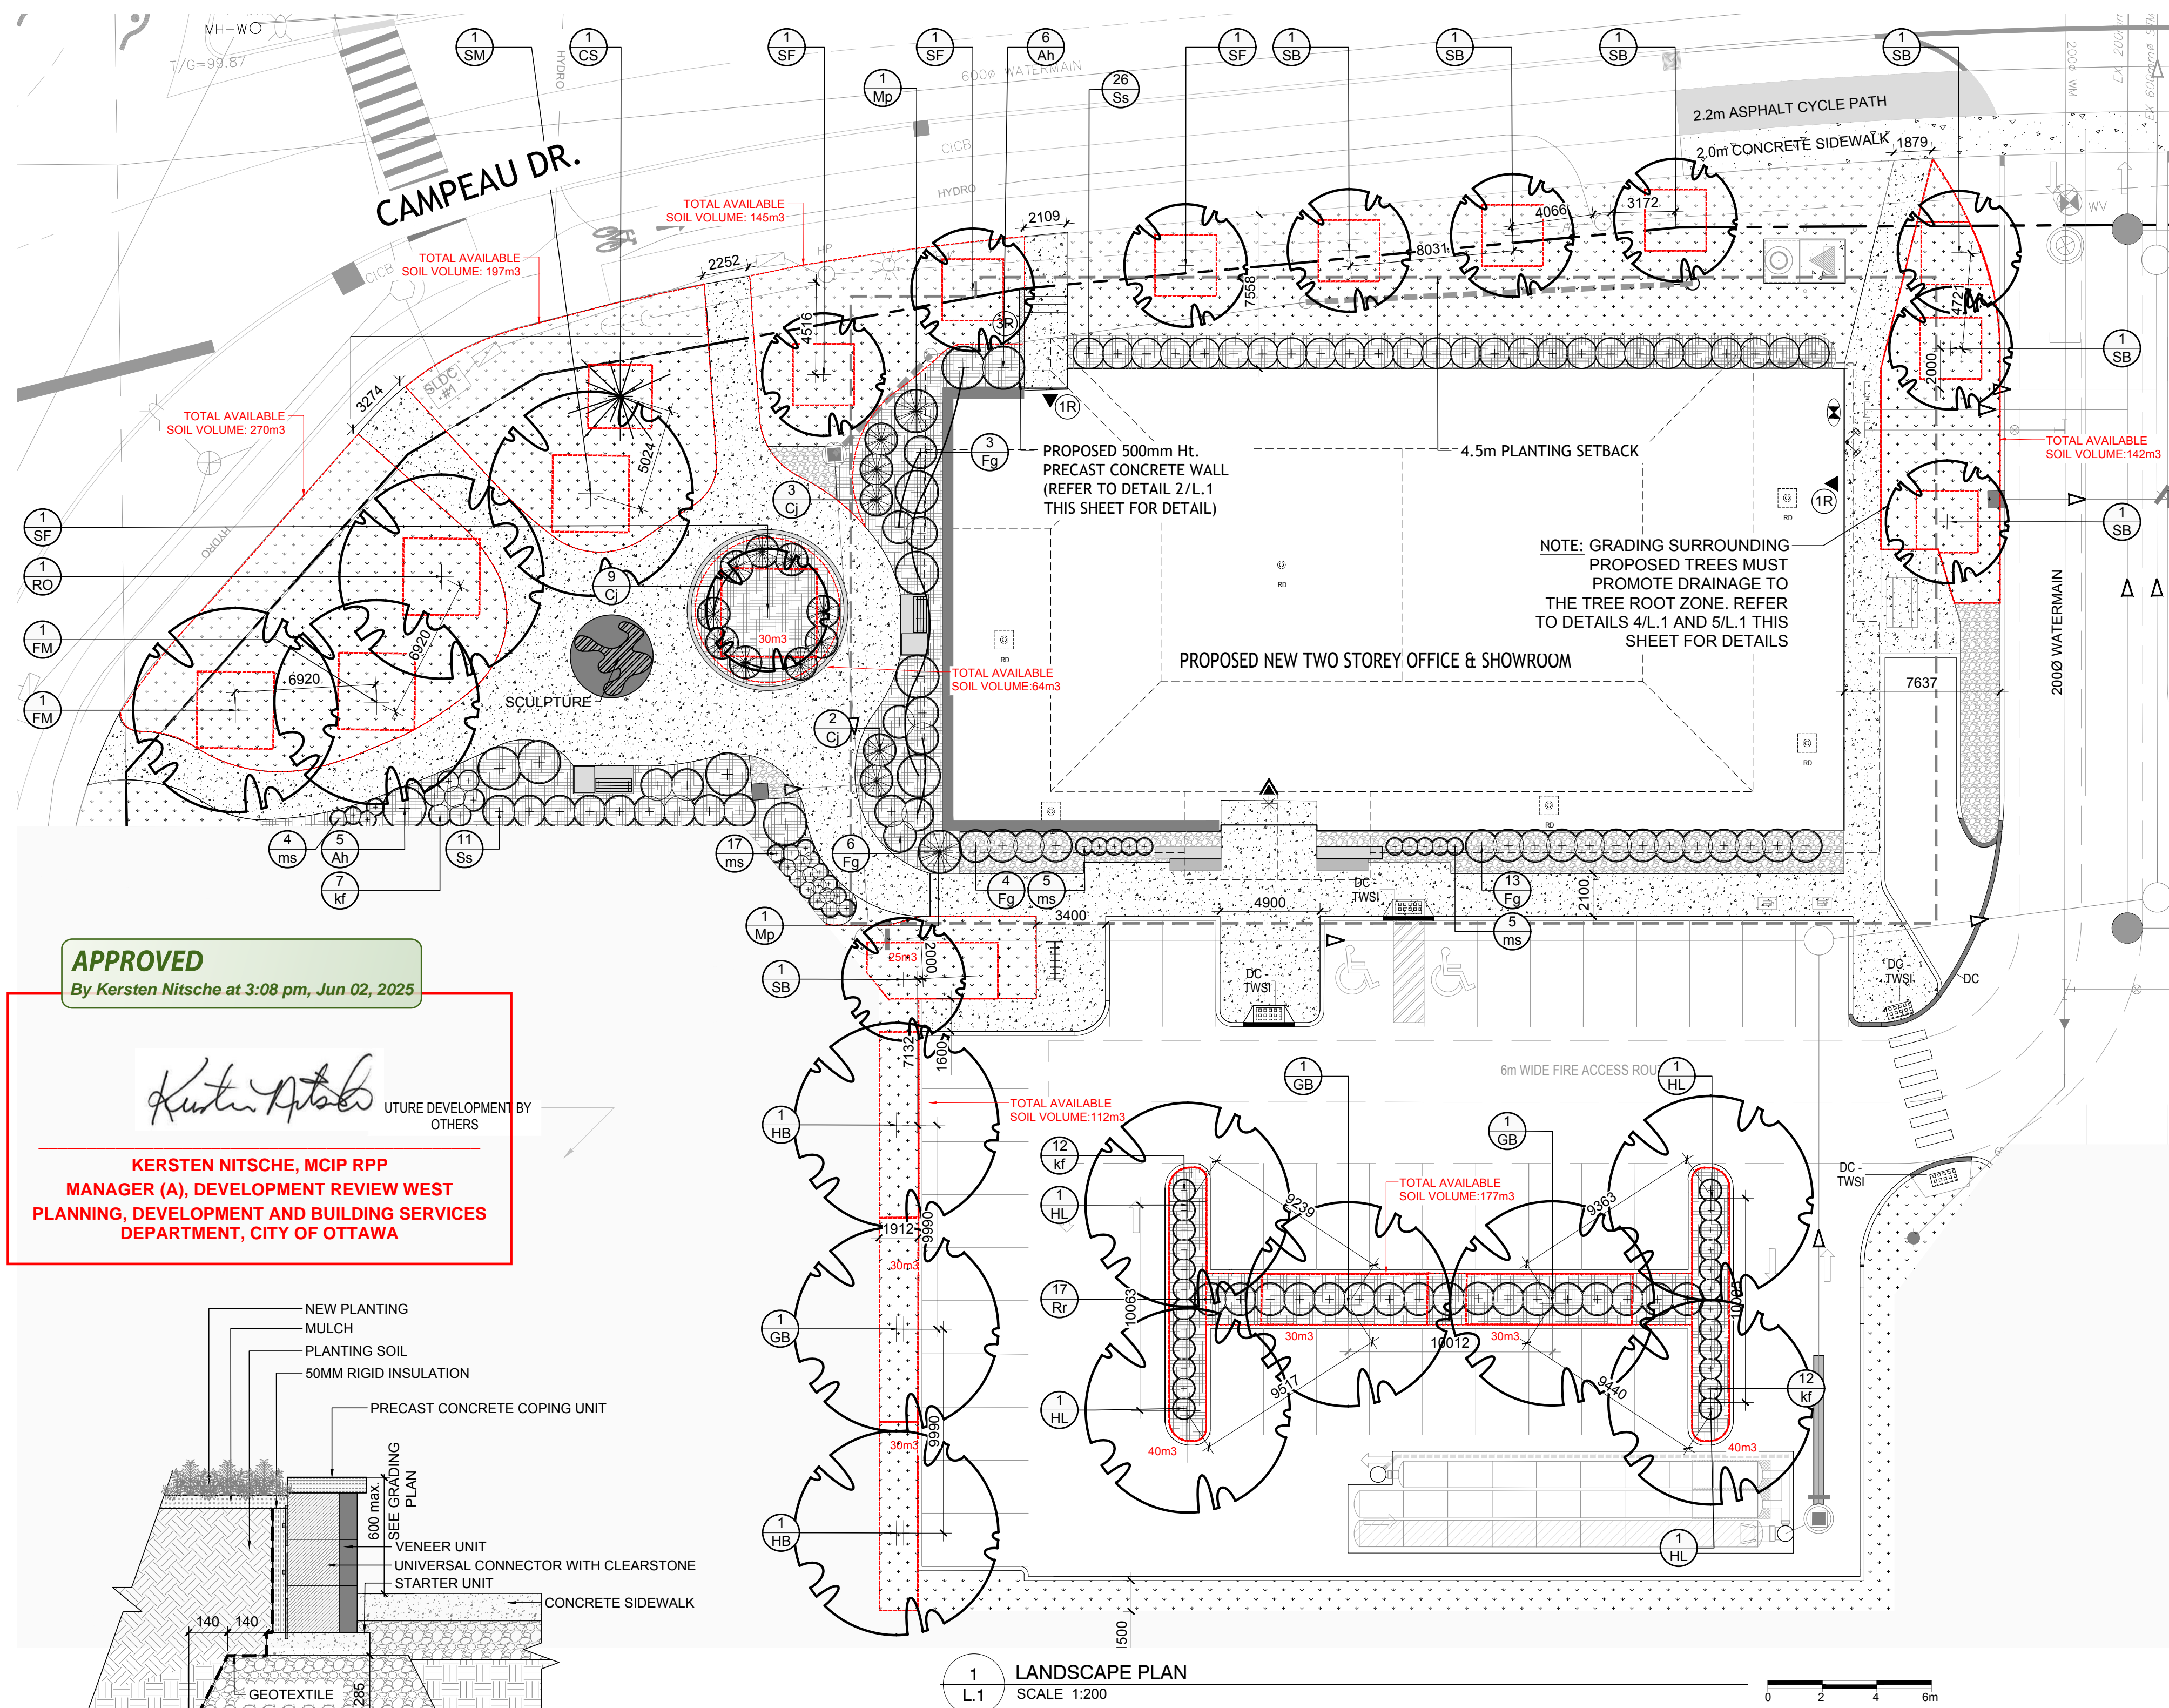 MH-W
T/G=99.87
HYDRO
CAMPEAU DR.
1
SM
1
CS
1
SF
1
SF
6
Ah
1
Mp
26
Ss
1
SF
1
SB
1
SB
1
SB
1
SB
600ø WATERMAIN
CICB
HYDRO
CICB
HP
2.2m ASPHALT CYCLE PATH
2.0m CONCRETE SIDEWALK
1879
200ø WM
WV
TOTAL AVAILABLE
SOIL VOLUME: 145m3
TOTAL AVAILABLE
SOIL VOLUME: 197m3
TOTAL AVAILABLE
SOIL VOLUME: 270m3
2252
2109
4066
3172
8031
7558
4516
4721
2000
3274
SLDC
#1
5024
3R
1R
1R
1
SB
TOTAL AVAILABLE
SOIL VOLUME:142m3
1
SB
3
Fg
3
Cj
PROPOSED 500mm Ht.
PRECAST CONCRETE WALL
(REFER TO DETAIL 2/L.1
THIS SHEET FOR DETAIL)
4.5m PLANTING SETBACK
RD
NOTE: GRADING SURROUNDING
PROPOSED TREES MUST
PROMOTE DRAINAGE TO
THE TREE ROOT ZONE. REFER
TO DETAILS 4/L.1 AND 5/L.1 THIS
SHEET FOR DETAILS
HYDRO
1
SF
1
RO
1
FM
1
FM
9
Cj
30m3
6920
6920
SCULPTURE
RD
RD
PROPOSED NEW TWO STOREY OFFICE & SHOWROOM
TOTAL AVAILABLE
SOIL VOLUME:64m3
2
Cj
7637
200Ø WATERMAIN
RD
RD
4
ms
5
Ah
11
Ss
7
kf
17
ms
6
Fg
4
Fg
5
ms
13
Fg
5
ms
1
Mp
1
SB
25m3
2000
3400
4900
2100
DC -
TWSI
DC -
TWSI
DC -
TWSI
DC
APPROVED
By Kersten Nitsche at 3:08 pm, Jun 02, 2025
Kersten Nitsche
UTURE DEVELOPMENT BY
OTHERS
KERSTEN NITSCHE, MCIP RPP
MANAGER (A), DEVELOPMENT REVIEW WEST
PLANNING, DEVELOPMENT AND BUILDING SERVICES
DEPARTMENT, CITY OF OTTAWA
7132
1600
1
HB
TOTAL AVAILABLE
SOIL VOLUME:112m3
1
GB
6m WIDE FIRE ACCESS ROU
1
HL
1
GB
12
kf
1
HL
TOTAL AVAILABLE
SOIL VOLUME:177m3
9239
9363
DC -
TWSI
1912
9990
30m3
17
Rr
10063
30m3
30m3
10012
1
GB
9517
9440
1
HL
12
kf
30m3
9990
40m3
40m3
1
HB
1
HL
1500
NEW PLANTING
MULCH
PLANTING SOIL
50MM RIGID INSULATION
PRECAST CONCRETE COPING UNIT
600 max.
SEE GRADING
PLAN
VENEER UNIT
UNIVERSAL CONNECTOR WITH CLEARSTONE
STARTER UNIT
CONCRETE SIDEWALK
140
140
GEOTEXTILE
285
1
L.1
LANDSCAPE PLAN
SCALE 1:200
0 2 4 6m